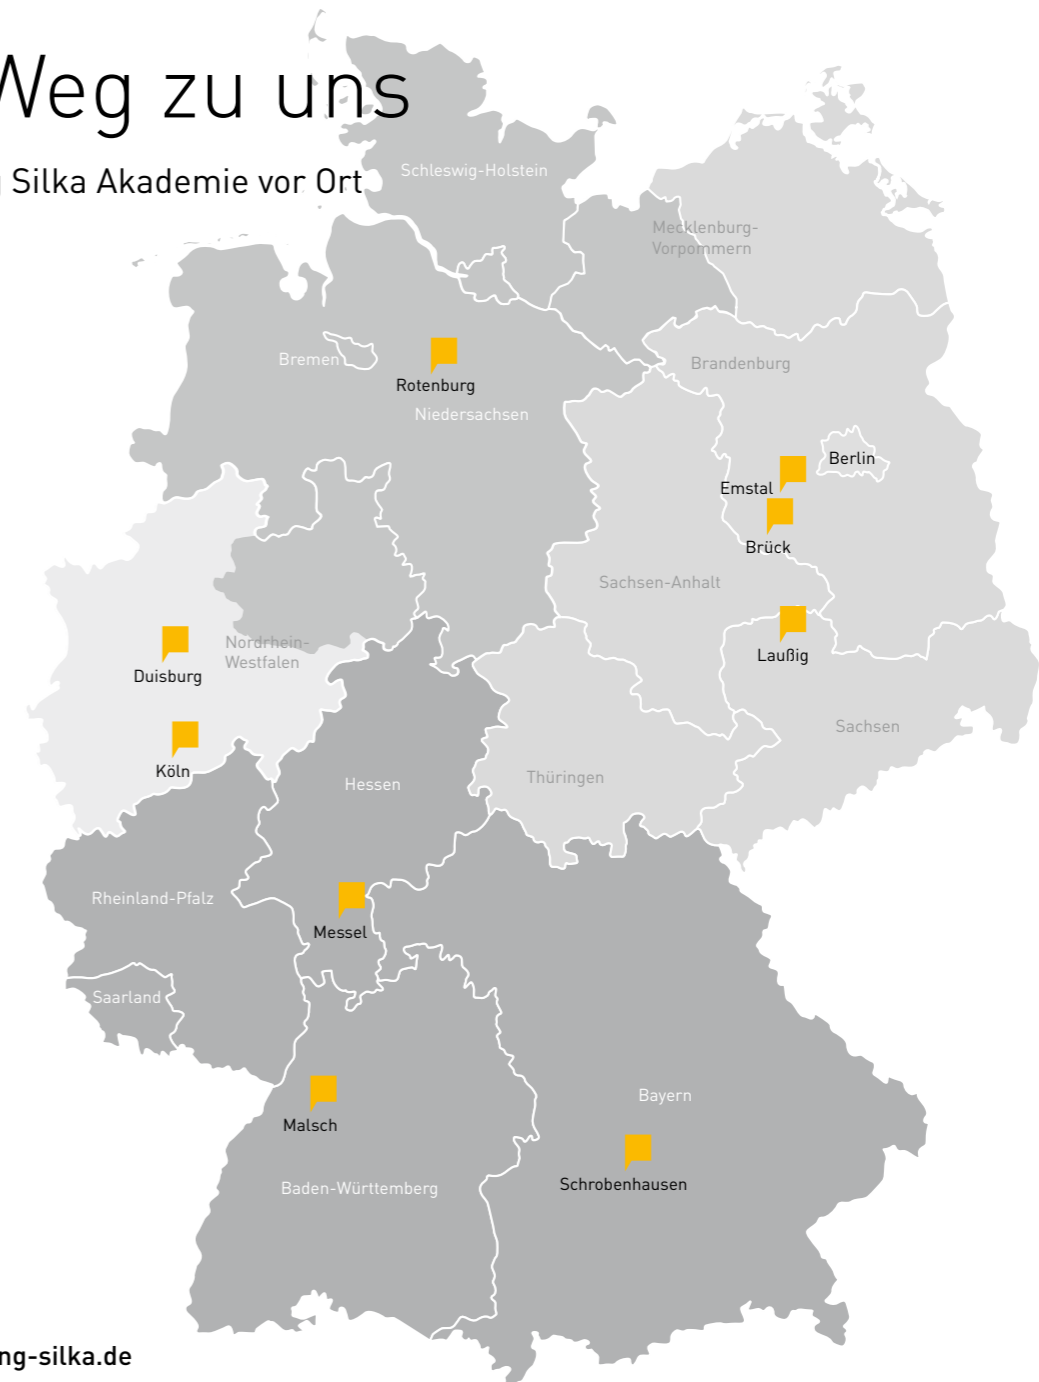 Weg zu uns
Silka Akademie vor Ort
Schleswig-Holstein
Mecklenburg-
Vorpommern
Bremen
Rotenburg
Niedersachsen
Brandenburg
Berlin
Emstal
Brück
Sachsen-Anhalt
Laußig
Nordrhein-
Westfalen
Duisburg
Köln
Sachsen
Thüringen
Hessen
Rheinland-Pfalz
Messel
Saarland
Malsch
Bayern
Schrobenhausen
Baden-Württemberg
ng-silka.de